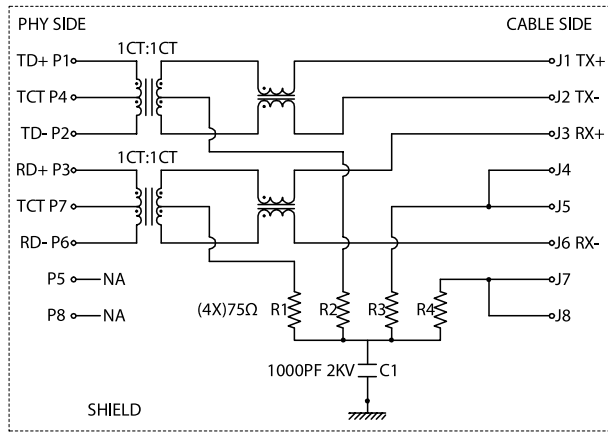 PHY SIDE CABLE SIDE
1CT:1CT
TD+ P1 J1 TX+
TCT P4 J2 TX-
TD- P2 J3 RX+
1CT:1CT
RD+ P3 J4
TCT P7 J5
RD- P6 J6 RX-
P5 NA J7
(4X)75Ω R1 R2 R3 R4
P8 NA J8
1000PF 2KV C1
SHIELD